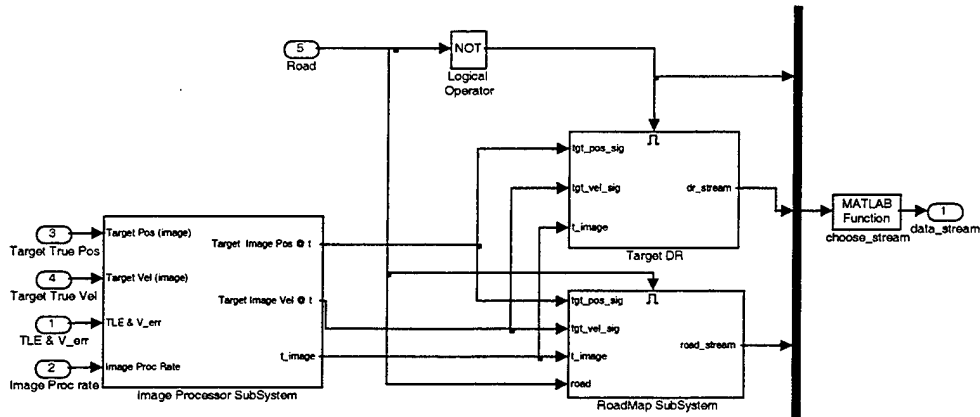 5
Road
NOT
Logical
Operator
tgt_pos_sig
tgt_vel_sig
dr_stream
t_image
Target DR
MATLAB
Function
choose_stream
1
data_stream
3
Target True Pos
Target Pos (image)
Target Image Pos @ t
4
Target True Vel
Target Vel (image)
Target Image Vel @ t
1
TLE & V_err
TLE & V_err
t_image
2
Image Proc rate
Image Proc Rate
Image Processor SubSystem
tgt_pos_sig
tgt_vel_sig
road_stream
t_image
road
RoadMap SubSystem